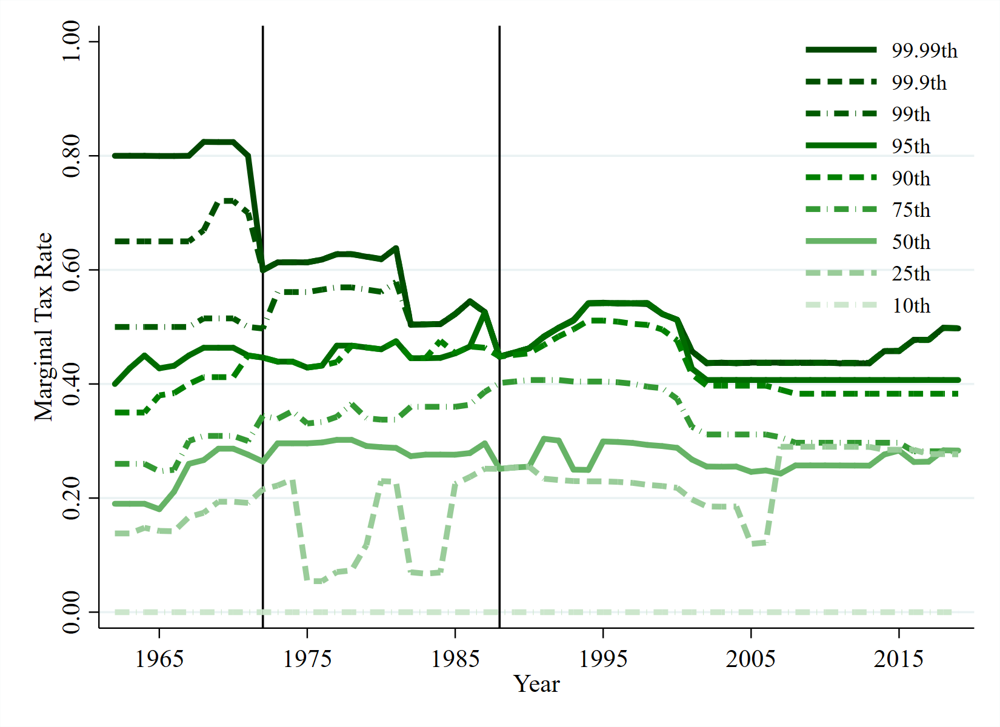 Marginal Tax Rate
1.00
0.80
0.60
0.40
0.20
0.00
99.99th
99.9th
99th
95th
90th
75th
50th
25th
10th
1965 1975 1985 1995 2005 2015
Year